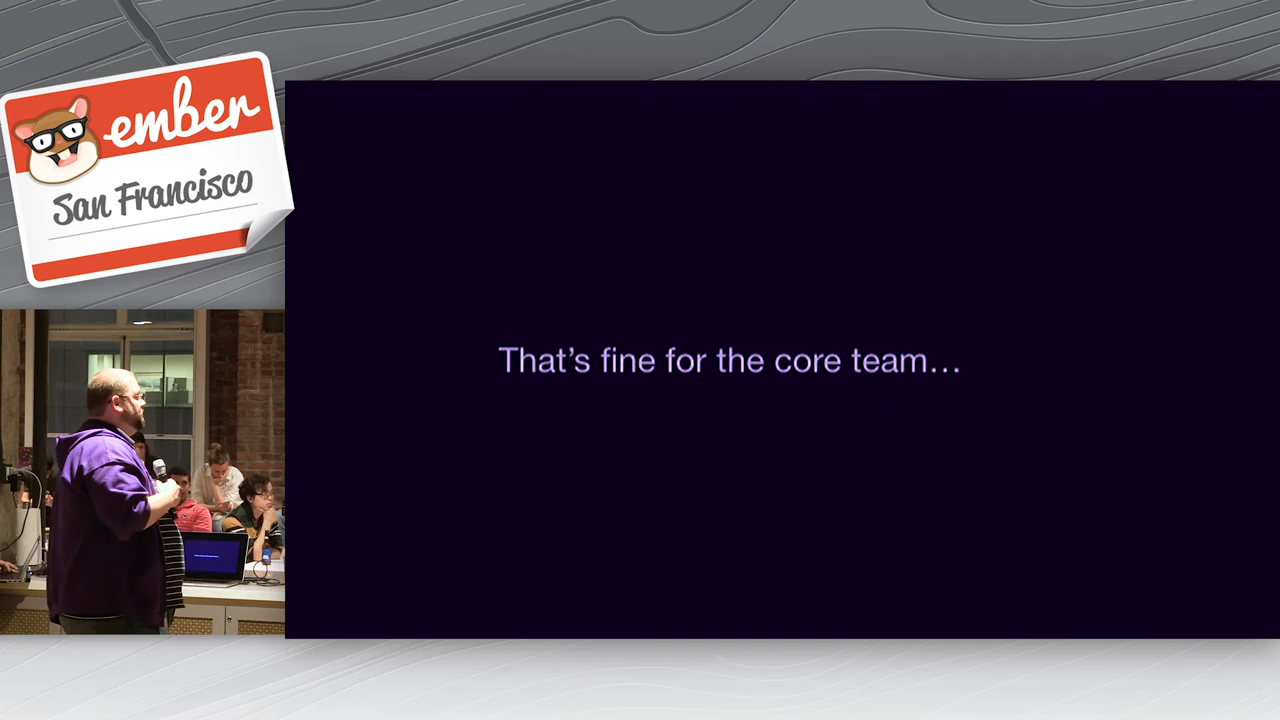 ember
San Francisco
That's fine for the core team…